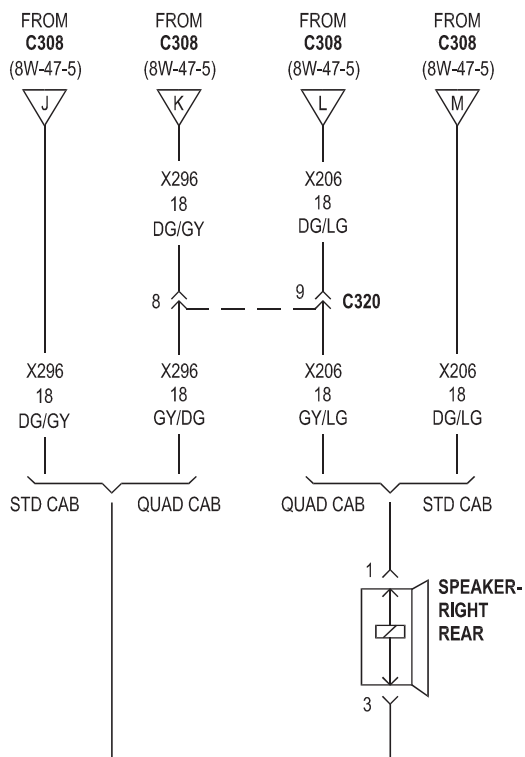 FROM FROM FROM FROM
C308 C308 C308 C308
(8W-47-5) (8W-47-5) (8W-47-5) (8W-47-5)
J K L M
X296 X206
18 18
DG/GY DG/LG
8 9 C320
X296 X296 X206 X206
18 18 18 18
DG/GY GY/DG GY/LG DG/LG
STD CAB QUAD CAB QUAD CAB STD CAB
1
SPEAKER-
RIGHT
REAR
3